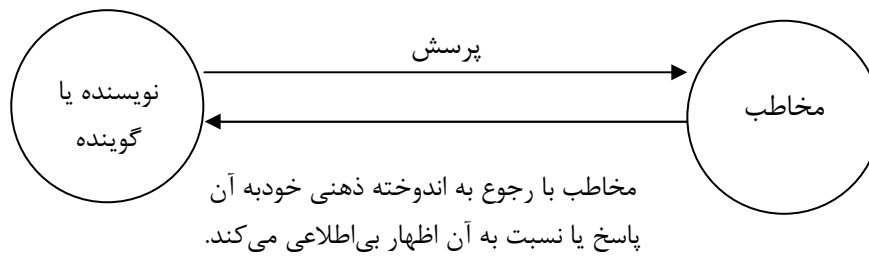 پرسش
مخاطب
نویسنده یا
گوینده
مخاطب با رجوع به اندوخته ذهنی خودبه آن
پاسخ یا نسبت به آن اظهار بی‌اطلاعی می‌کند.